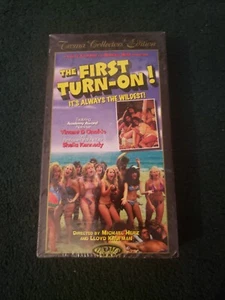 Troma Collector's Edition
THE FIRST
TURN-ON!
IT'S ALWAYS THE WILDEST!
Vincent D'Onofrio
Sheila Kennedy
DIRECTED BY MICHAEL HERZ
AND LLOYD KAUFMAN